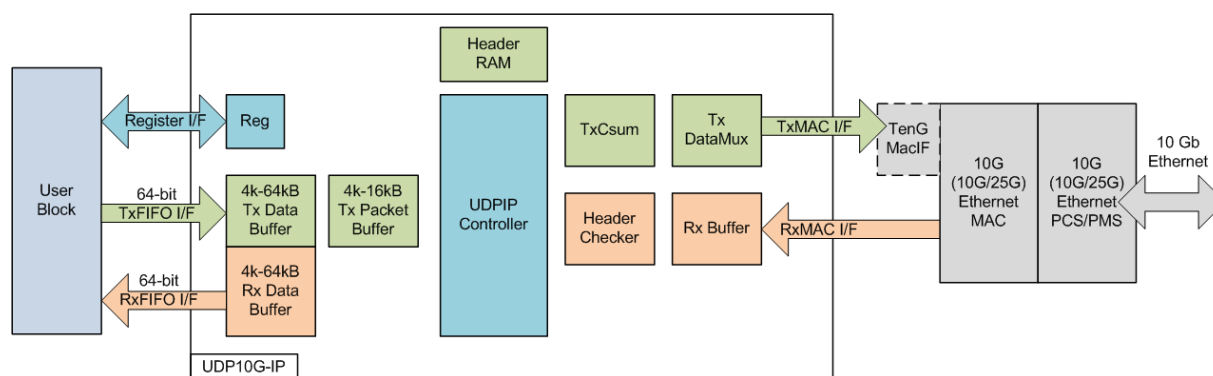 Header
RAM
User
Block
Register I/F
Reg
64-bit
TxFIFO I/F
64-bit
RxFIFO I/F
4k-64kB
Tx Data
Buffer
4k-16kB
Tx Packet
Buffer
4k-64kB
Rx Data
Buffer
UDPIP
Controller
TxCsum
Tx
DataMux
Header
Checker
Rx Buffer
TxMAC I/F
RxMAC I/F
TenG
MacIF
10G
(10G/25G)
Ethernet
MAC
10G
(10G/25G)
Ethernet
PCS/PMS
10 Gb
Ethernet
UDP10G-IP